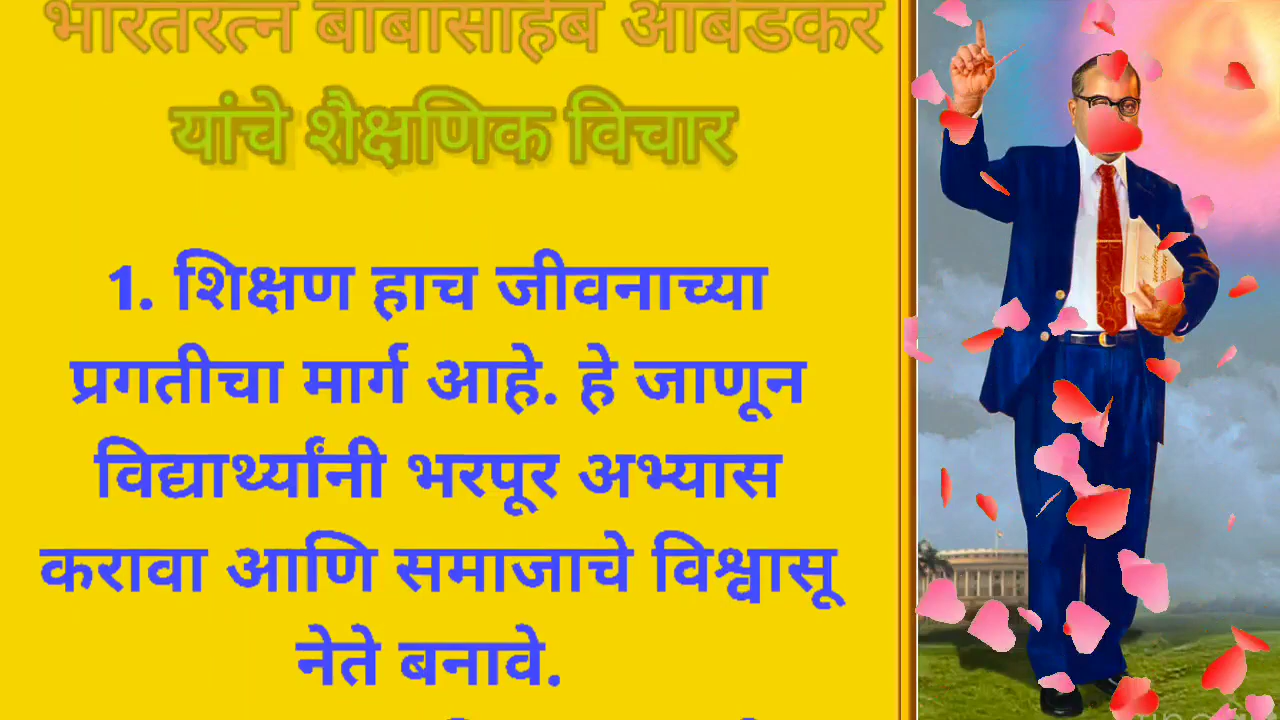 भारतरत्न बाबासाहेब आंबेडकर
यांचे शैक्षणिक विचार
1. शिक्षण हाच जीवनाच्या
प्रगतीचा मार्ग आहे. हे जाणून
विद्यार्थ्यांनी भरपूर अभ्यास
करावा आणि समाजाचे विश्वासू
नेते बनावे.